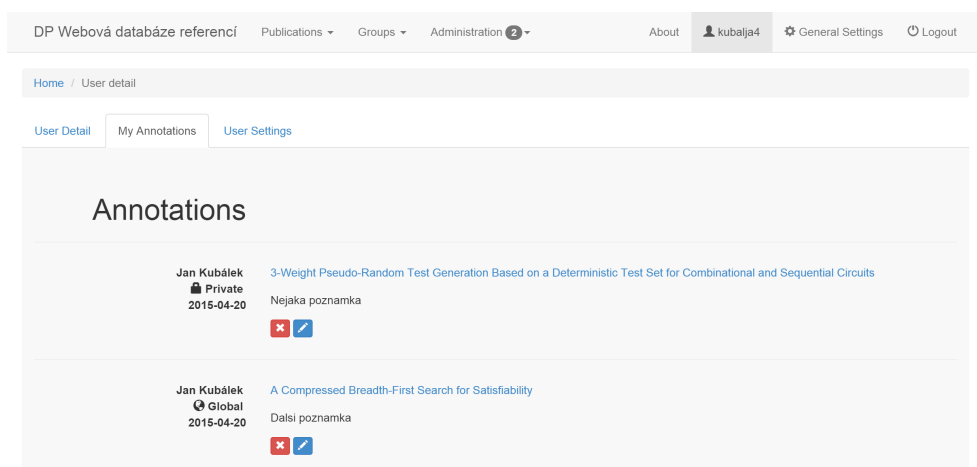 DP Webová databáze referencí Publications Groups Administration 2 About kubalja4 General Settings Logout
Home / User detail
User Detail My Annotations User Settings
Annotations
Jan Kubálek 3-Weight Pseudo-Random Test Generation Based on a Deterministic Test Set for Combinational and Sequential Circuits
Private
2015-04-20 Nejaka poznamka
Jan Kubálek A Compressed Breadth-First Search for Satisfiability
Global
2015-04-20 Dalsi poznamka